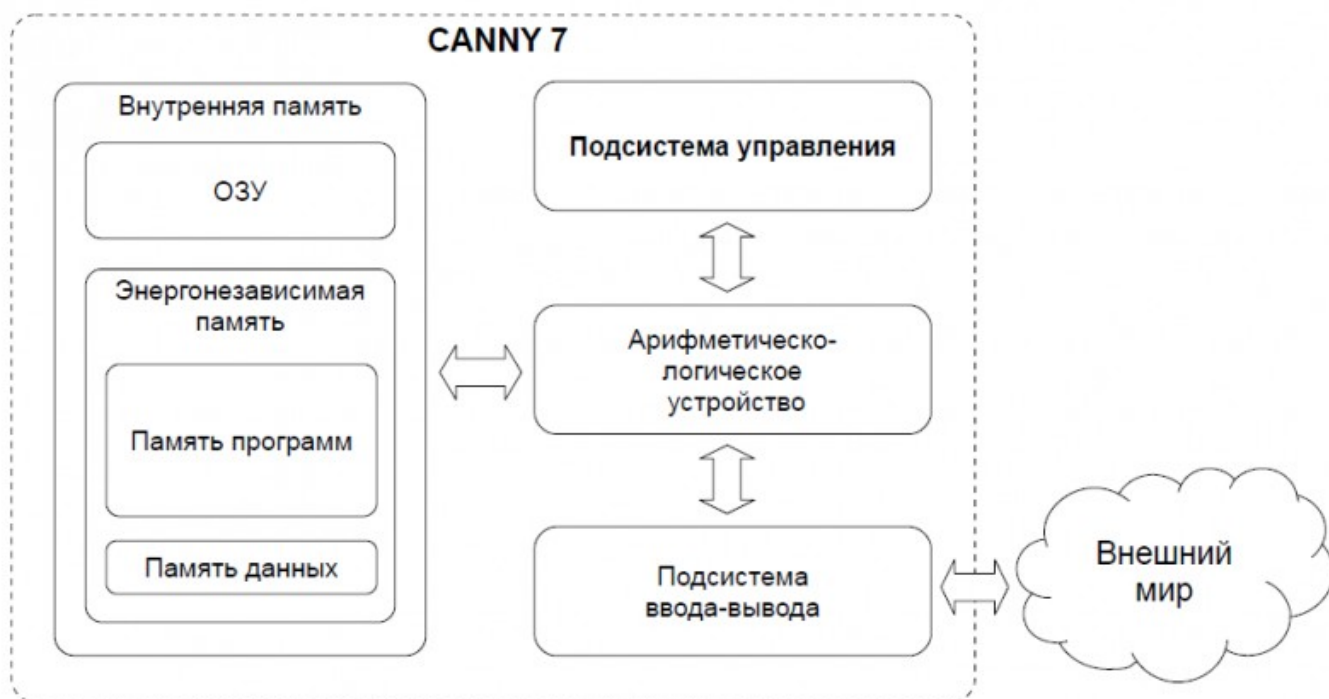 CANNY 7
Внутренняя память
ОЗУ
Энергонезависимая
память
Память программ
Память данных
Подсистема управления
Арифметическо-
логическое
устройство
Подсистема
ввода-вывода
Внешний
мир